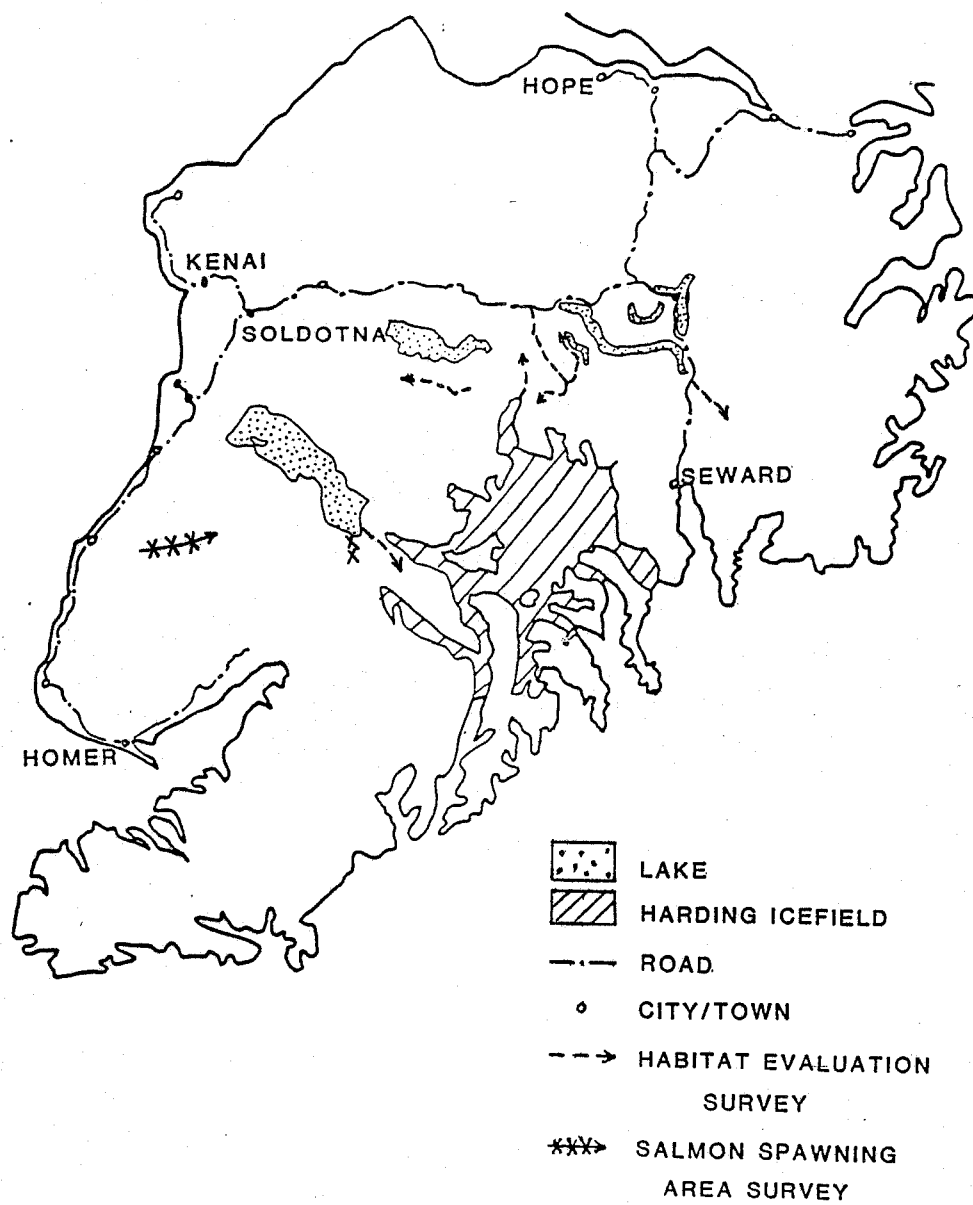 HOPE
KENAI
SOLDOTNA
SEWARD
HOMER
LAKE
HARDING ICEFIELD
ROAD.
CITY/TOWN
HABITAT EVALUATION
SURVEY
SALMON SPAWNING
AREA SURVEY